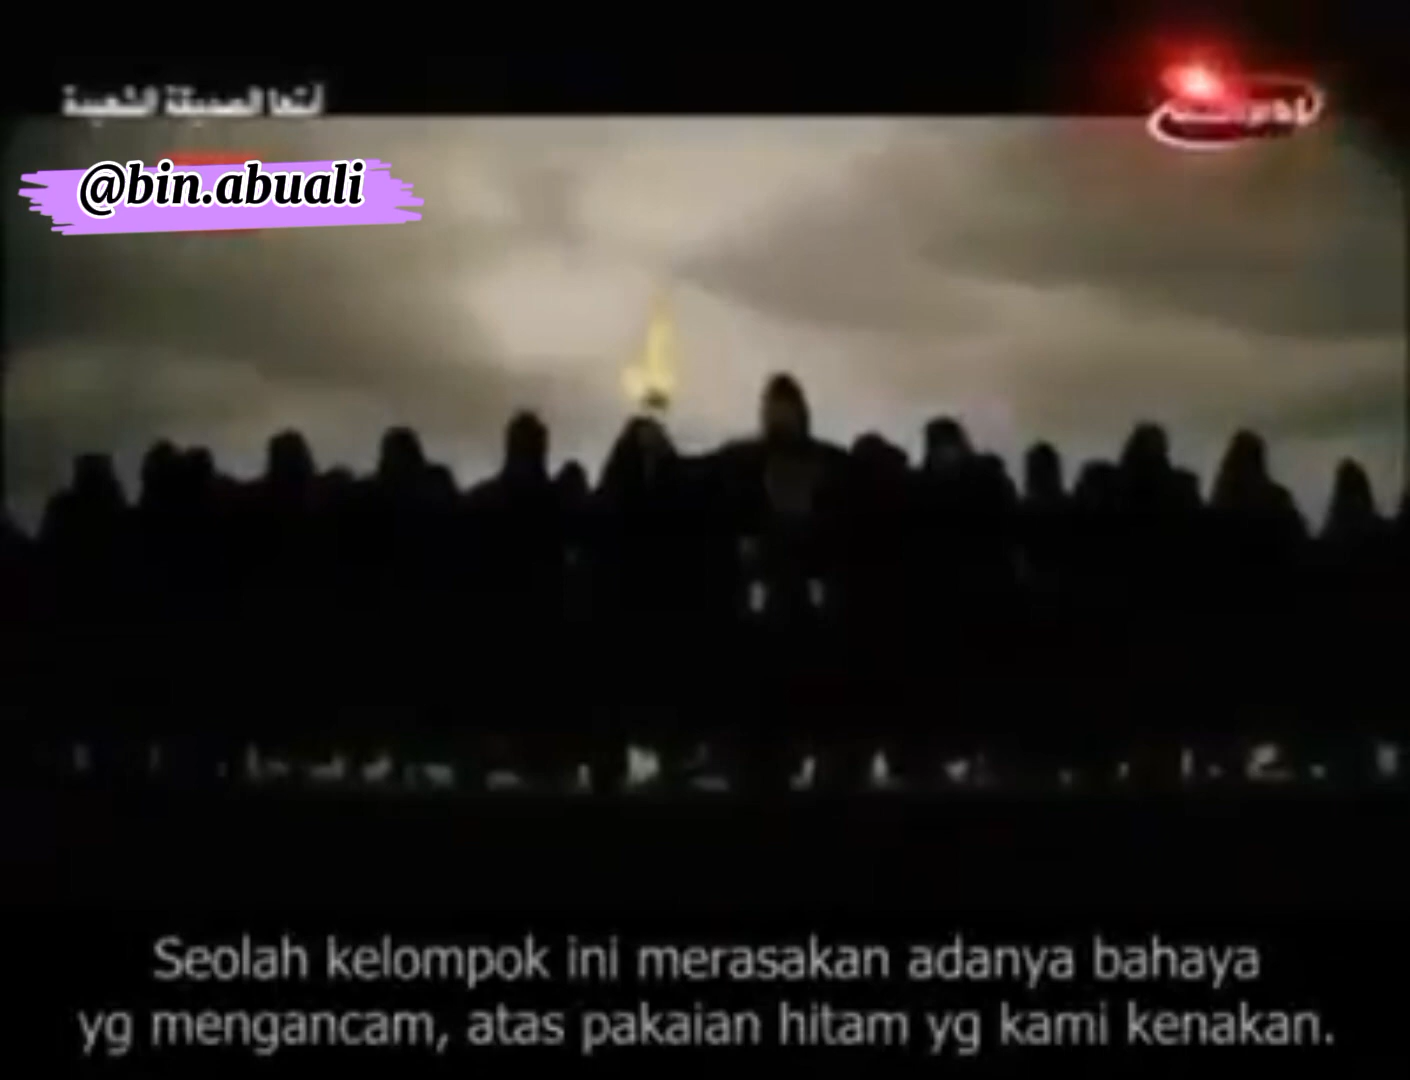 @bin.abuali
Seolah kelompok ini merasakan adanya bahaya
yg mengancam, atas pakaian hitam yg kami kenakan.